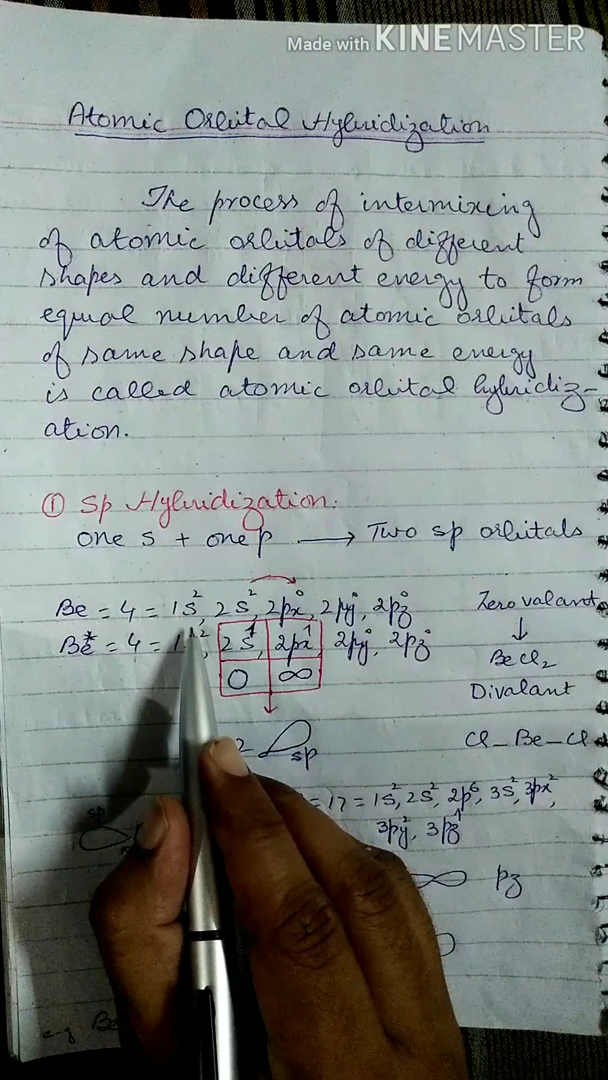 Made with KINEMASTER
Atomic Orbital Hybridization
The process of intermixing
of atomic orbitals of different
shapes and different energy to form
equal number of atomic orbitals
of same shape and same energy
is called atomic orbital hybridiz-
ation.
① Sp Hybridization:
one s + one p → Two sp orbitals
Be = 4 = 1s², 2s², 2px⁰, 2py⁰, 2pz⁰ Zero valant
↓
Be* = 4 = 1s², 2s¹, 2px¹, 2py⁰, 2pz⁰ BeCl₂
Divalant
2 sp Cl – Be – Cl
= 17 = 1s², 2s², 2p⁶, 3s², 3px²,
3py², 3pz¹
sp
pz
e-g Be